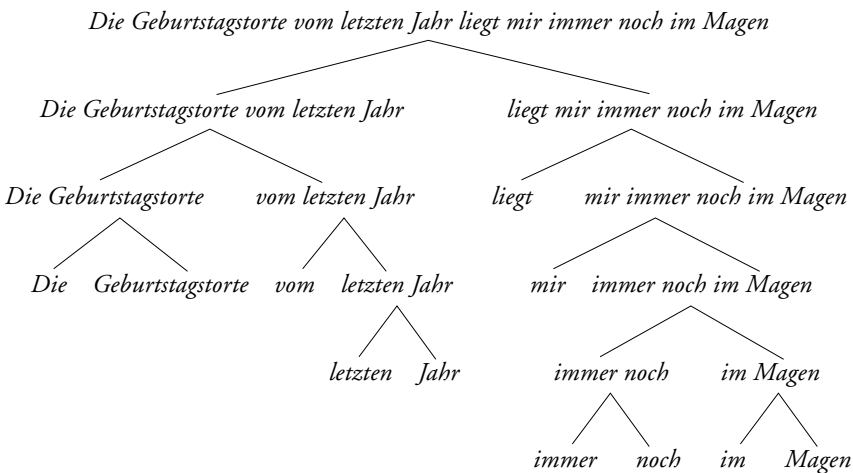 Die Geburtstagstorte vom letzten Jahr liegt mir immer noch im Magen
Die Geburtstagstorte vom letzten Jahr liegt mir immer noch im Magen
Die Geburtstagstorte vom letzten Jahr liegt mir immer noch im Magen
Die Geburtstagstorte vom letzten Jahr mir immer noch im Magen
letzten Jahr immer noch im Magen
immer noch im Magen